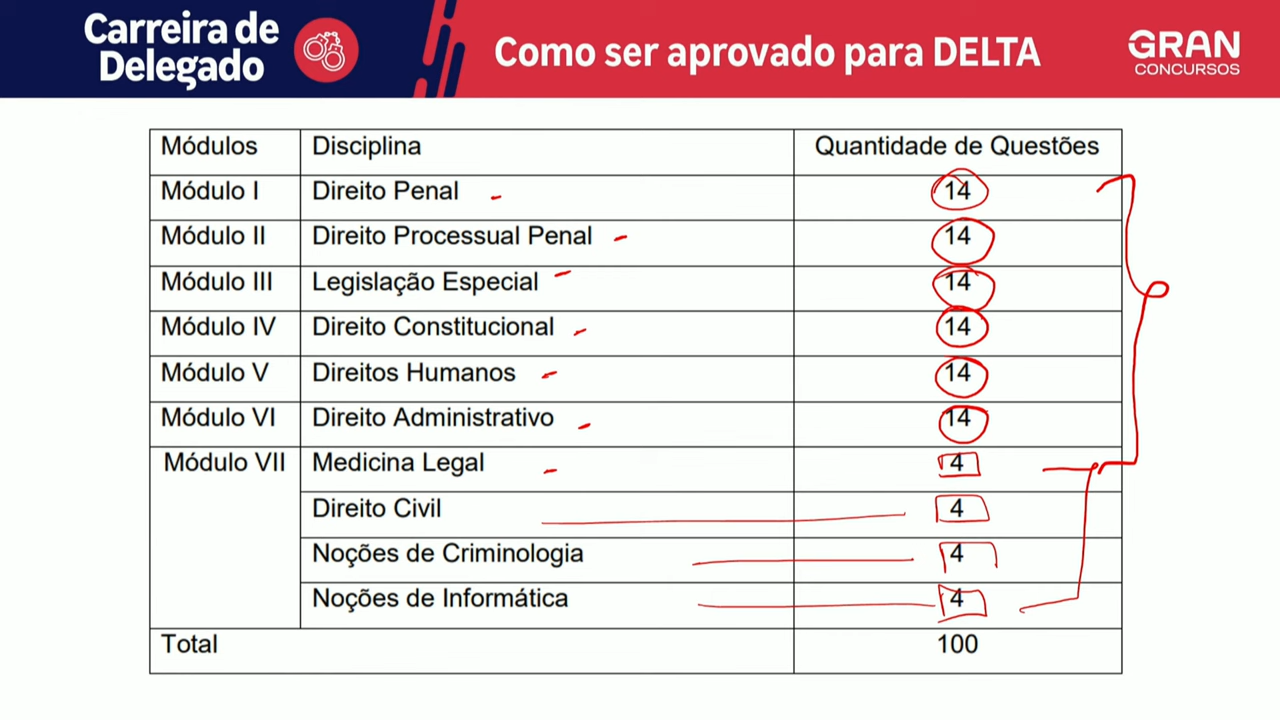 Carreira de
Delegado
Como ser aprovado para DELTA
GRAN
CONCURSOS
Módulos Disciplina Quantidade de Questões
Módulo I Direito Penal 14
Módulo II Direito Processual Penal 14
Módulo III Legislação Especial 14
Módulo IV Direito Constitucional 14
Módulo V Direitos Humanos 14
Módulo VI Direito Administrativo 14
Módulo VII Medicina Legal 4
Direito Civil 4
Noções de Criminologia 4
Noções de Informática 4
Total 100